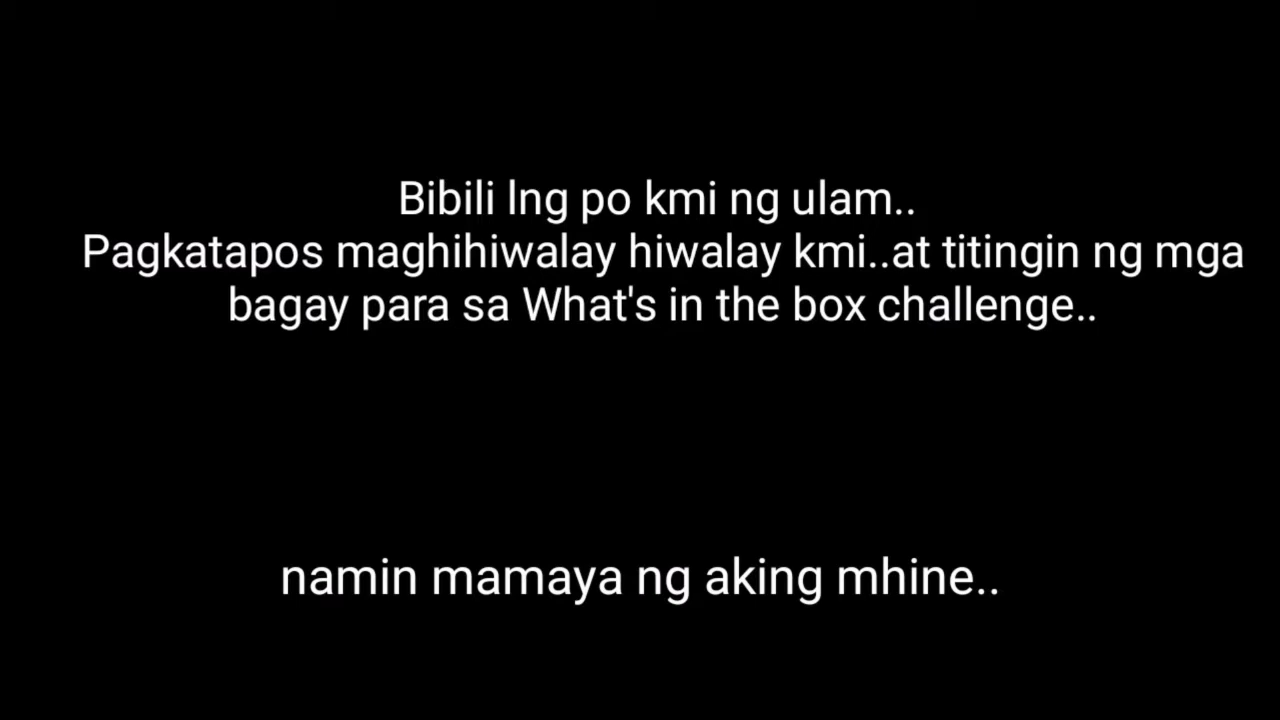 Bibili lng po kmi ng ulam..
Pagkatapos maghihiwalay hiwalay kmi..at titingin ng mga
bagay para sa What's in the box challenge..
namin mamaya ng aking mhine..